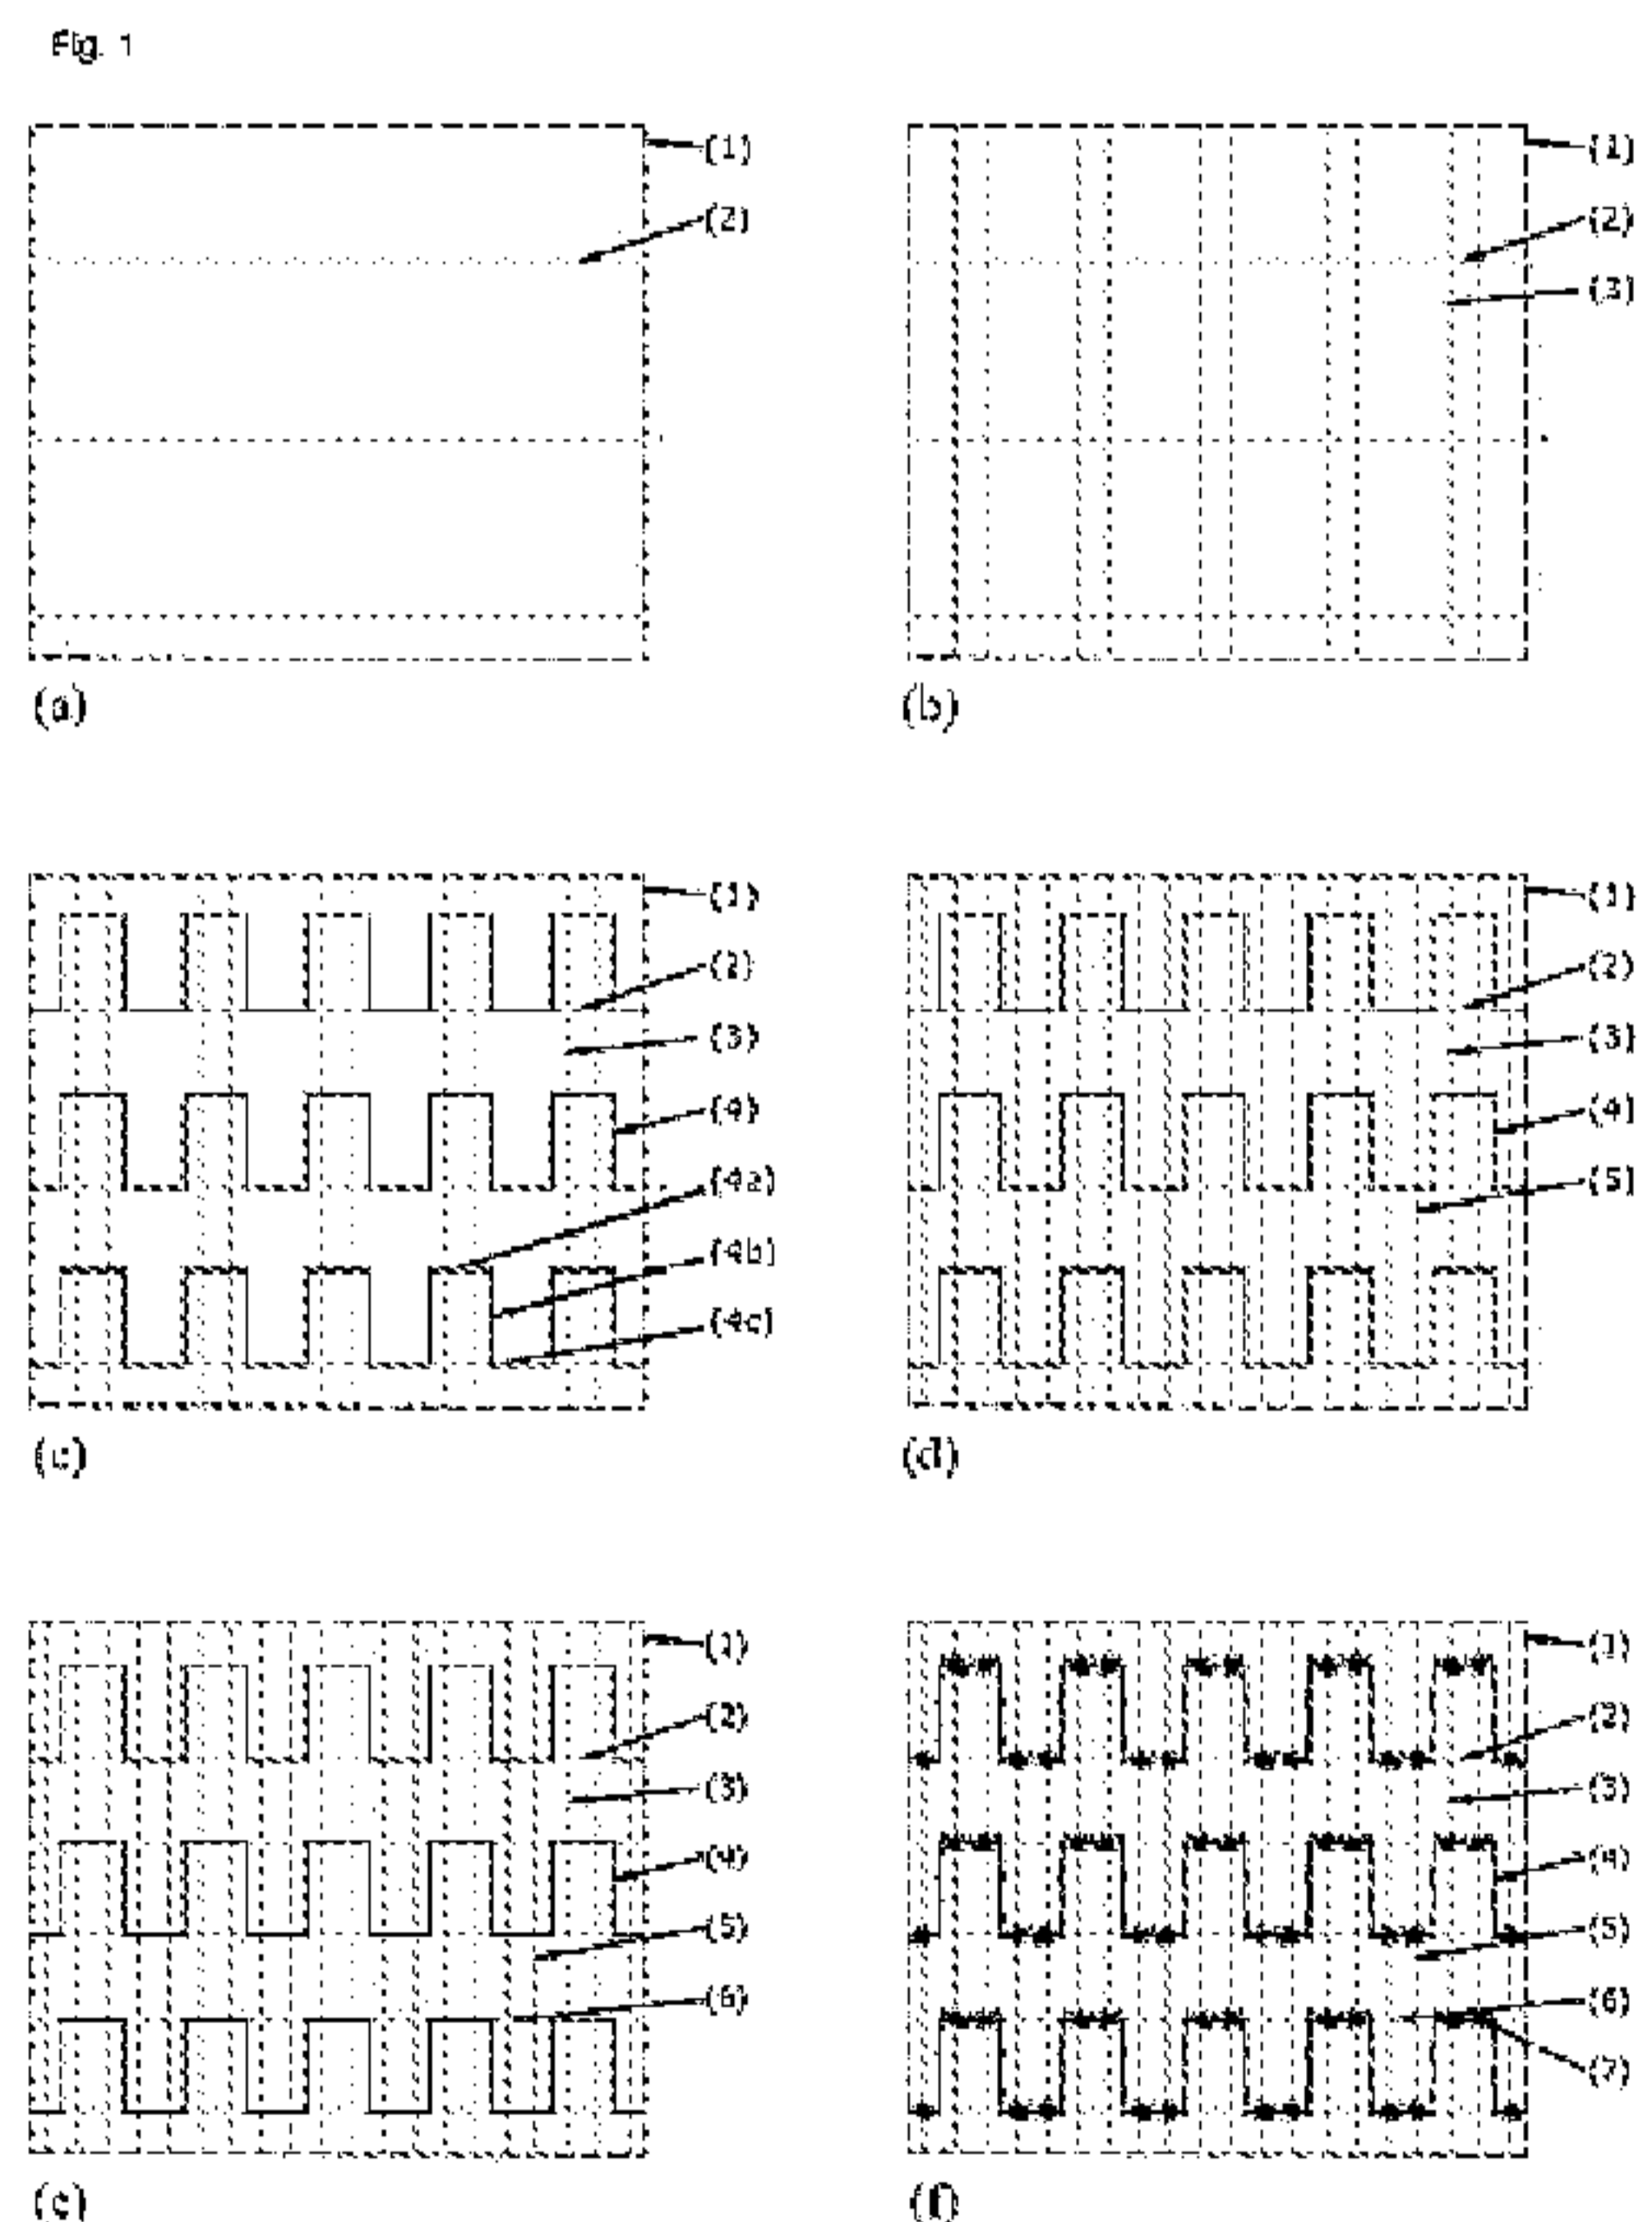 Fig. 1
(1)
(2)
(a)
(1)
(2)
(3)
(b)
(1)
(2)
(3)
(4)
(4a)
(4b)
(4c)
(c)
(1)
(2)
(3)
(4)
(5)
(d)
(1)
(2)
(3)
(4)
(5)
(6)
(e)
(1)
(2)
(3)
(4)
(5)
(6)
(7)
(f)